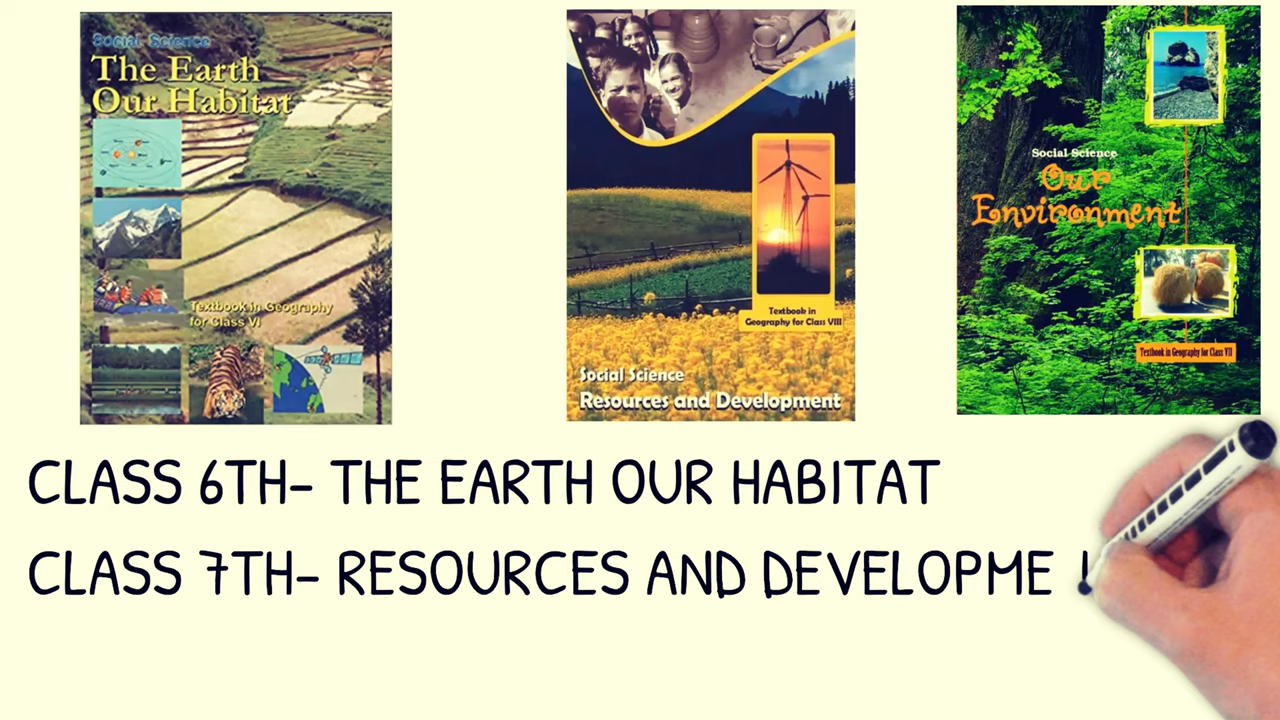 Social Science
The Earth
Our Habitat
Textbook in Geography
for Class VI
Textbook in
Geography for Class VIII
Social Science
Resources and Development
Social Science
Our
Environment
Textbook in Geography for Class VII
CLASS 6TH- THE EARTH OUR HABITAT
CLASS 7TH- RESOURCES AND DEVELOPME